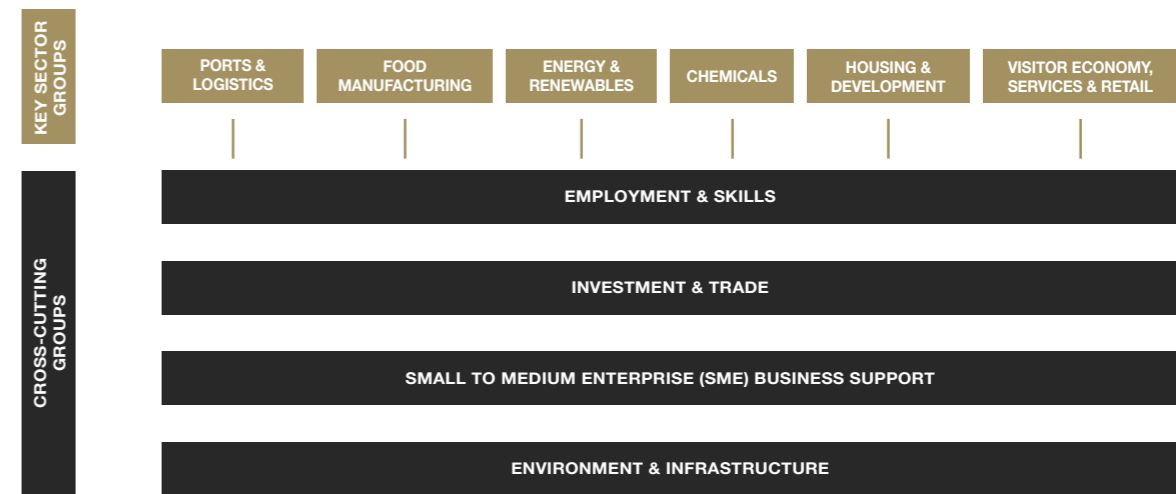 KEY SECTOR
GROUPS
PORTS &
LOGISTICS
FOOD
MANUFACTURING
ENERGY &
RENEWABLES
CHEMICALS
HOUSING &
DEVELOPMENT
VISITOR ECONOMY,
SERVICES & RETAIL
CROSS-CUTTING
GROUPS
EMPLOYMENT & SKILLS
INVESTMENT & TRADE
SMALL TO MEDIUM ENTERPRISE (SME) BUSINESS SUPPORT
ENVIRONMENT & INFRASTRUCTURE